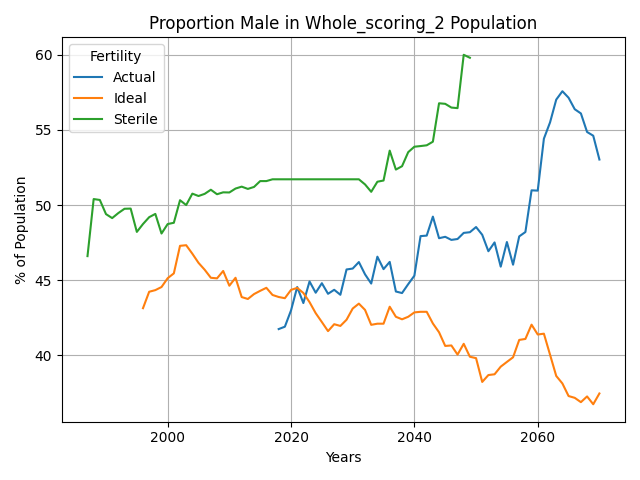 Proportion Male in Whole_scoring_2 Population
Fertility
Actual
Ideal
Sterile
60
55
50
45
40
% of Population
2000
2020
2040
2060
Years